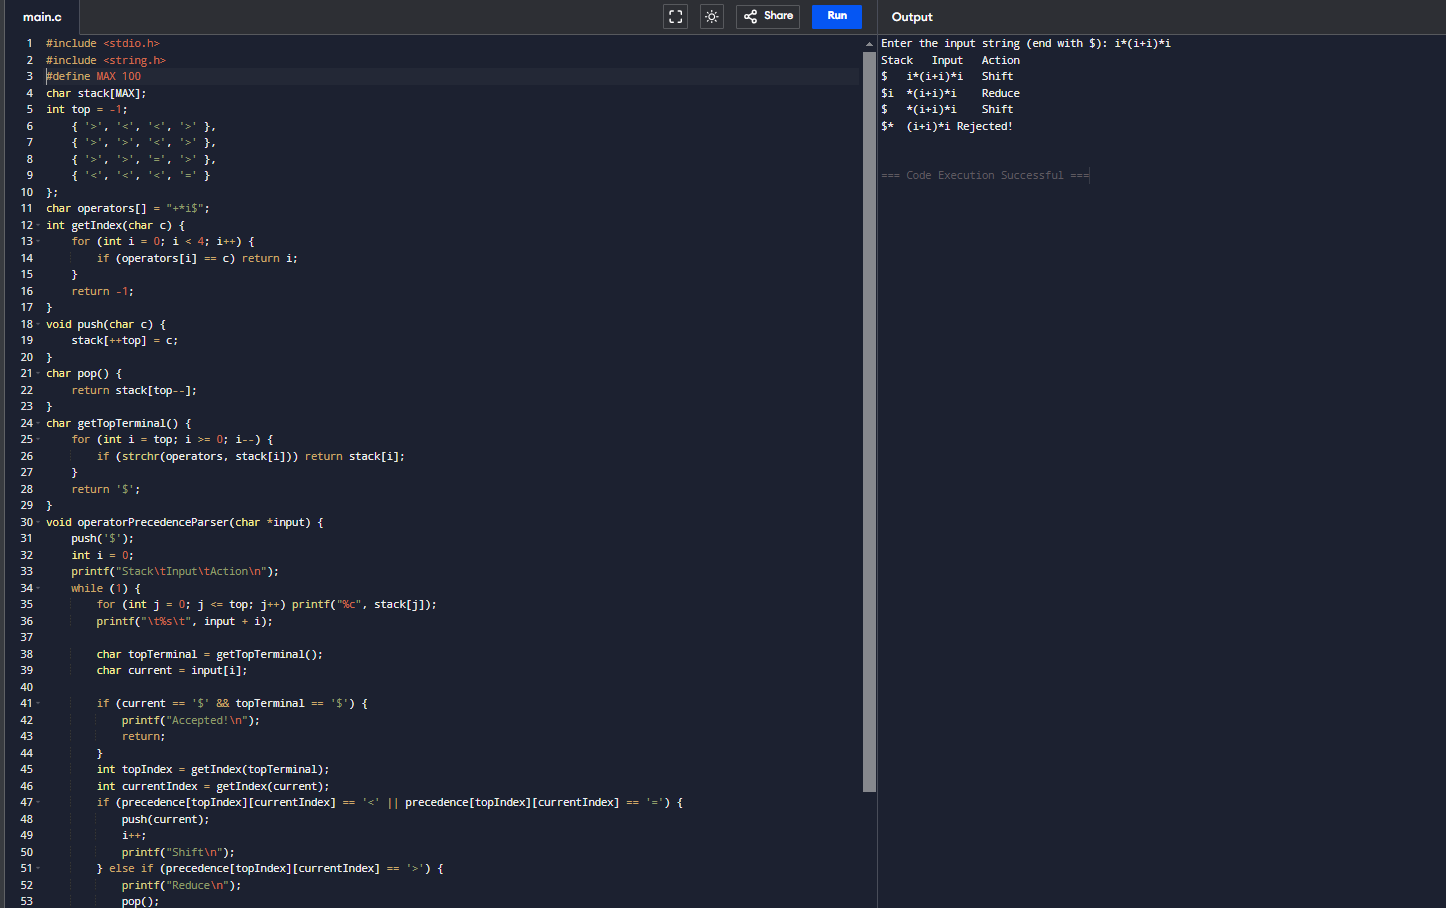 main.c
Share
Run
Output
1 #include <stdio.h>
2 #include <string.h>
3 #define MAX 100
4 char stack[MAX];
5 int top = -1;
6 { '>', '<', '<', '>' },
7 { '>', '>', '<', '>' },
8 { '>', '>', '=', '>' },
9 { '<', '<', '<', '=' }
10 };
11 char operators[] = "+*i$";
12 int getIndex(char c) {
13 for (int i = 0; i < 4; i++) {
14 if (operators[i] == c) return i;
15 }
16 return -1;
17 }
18 void push(char c) {
19 stack[++top] = c;
20 }
21 char pop() {
22 return stack[top--];
23 }
24 char getTopTerminal() {
25 for (int i = top; i >= 0; i--) {
26 if (strchr(operators, stack[i])) return stack[i];
27 }
28 return '$';
29 }
30 void operatorPrecedenceParser(char *input) {
31 push('$');
32 int i = 0;
33 printf("Stack\tInput\tAction\n");
34 while (1) {
35 for (int j = 0; j <= top; j++) printf("%c", stack[j]);
36 printf("\t%s\t", input + i);
37
38 char topTerminal = getTopTerminal();
39 char current = input[i];
40
41 if (current == '$' && topTerminal == '$') {
42 printf("Accepted!\n");
43 return;
44 }
45 int topIndex = getIndex(topTerminal);
46 int currentIndex = getIndex(current);
47 if (precedence[topIndex][currentIndex] == '<' || precedence[topIndex][currentIndex] == '=') {
48 push(current);
49 i++;
50 printf("Shift\n");
51 } else if (precedence[topIndex][currentIndex] == '>') {
52 printf("Reduce\n");
53 pop();
Enter the input string (end with $): i*(i+i)*i
Stack Input Action
$ i*(i+i)*i Shift
$i *(i+i)*i Reduce
$ *(i+i)*i Shift
$* (i+i)*i Rejected!
=== Code Execution Successful ===